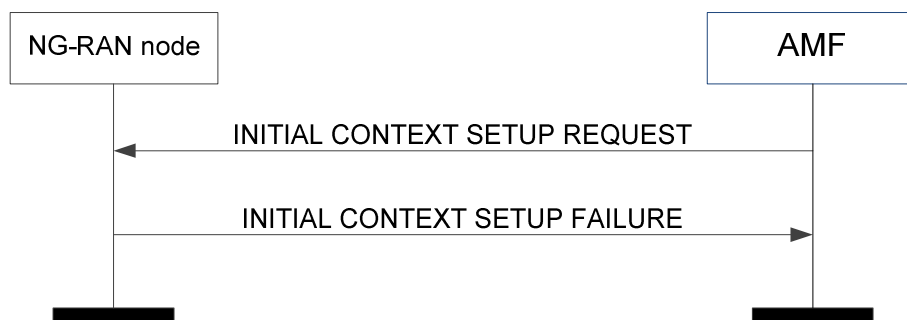 NG-RAN node
AMF
INITIAL CONTEXT SETUP REQUEST
INITIAL CONTEXT SETUP FAILURE